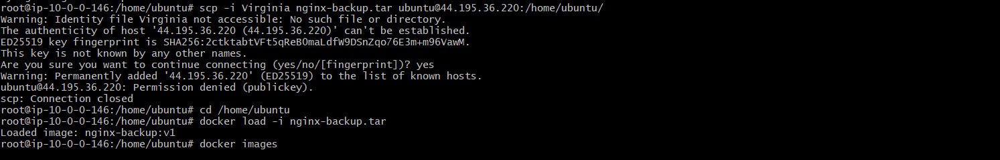 root@ip-10-0-0-146:/home/ubuntu# scp -i Virginia nginx-backup.tar ubuntu@44.195.36.220:/home/ubuntu/
Warning: Identity file Virginia not accessible: No such file or directory.
The authenticity of host '44.195.36.220 (44.195.36.220)' can't be established.
ED25519 key fingerprint is SHA256:2ctktabtVFt5qReB0maLdfW9DSnZqo76E3m+m96VawM.
This key is not known by any other names.
Are you sure you want to continue connecting (yes/no/[fingerprint])? yes
Warning: Permanently added '44.195.36.220' (ED25519) to the list of known hosts.
ubuntu@44.195.36.220: Permission denied (publickey).
scp: Connection closed
root@ip-10-0-0-146:/home/ubuntu# cd /home/ubuntu
root@ip-10-0-0-146:/home/ubuntu# docker load -i nginx-backup.tar
Loaded image: nginx-backup:v1
root@ip-10-0-0-146:/home/ubuntu# docker images